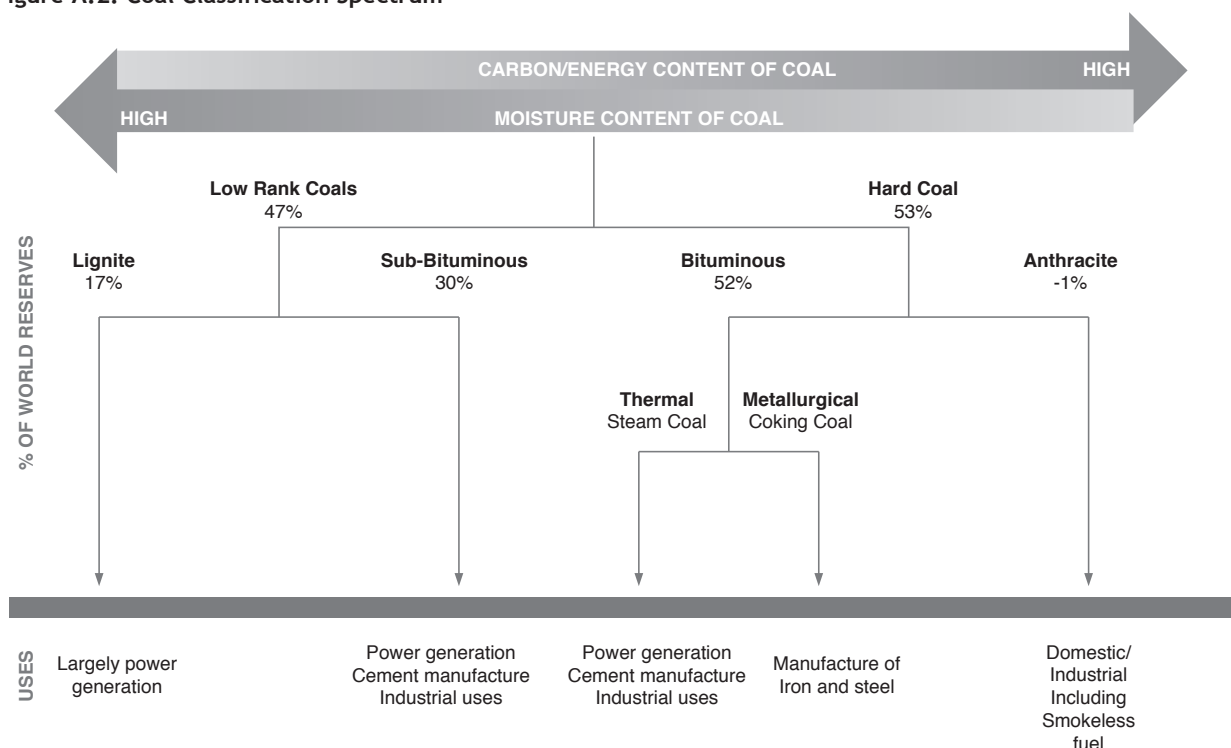 Figure A.2: Coal Classification Spectrum
CARBON/ENERGY CONTENT OF COAL
HIGH
HIGH
MOISTURE CONTENT OF COAL
Low Rank Coals
47%
Hard Coal
53%
% OF WORLD RESERVES
Lignite
17%
Sub-Bituminous
30%
Bituminous
52%
Anthracite
-1%
Thermal
Steam Coal
Metallurgical
Coking Coal
USES
Largely power
generation
Power generation
Cement manufacture
Industrial uses
Power generation
Cement manufacture
Industrial uses
Manufacture of
Iron and steel
Domestic/
Industrial
Including
Smokeless
fuel